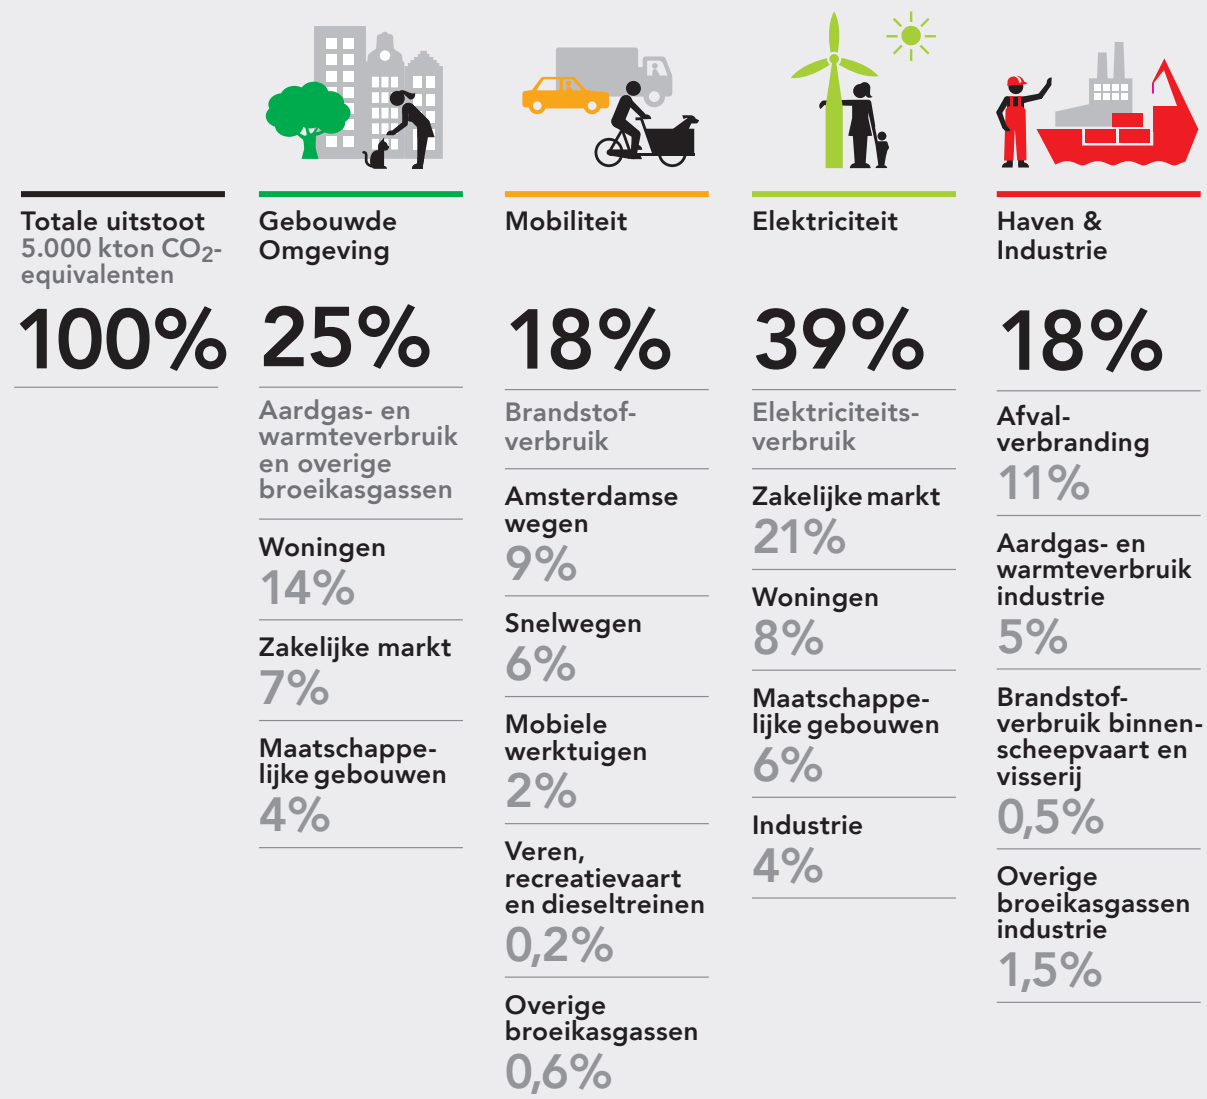 Totale uitstoot
5.000 kton CO₂-
equivalenten
100%
Gebouwde
Omgeving
25%
Aardgas- en
warmteverbruik
en overige
broeikasgassen
Woningen
14%
Zakelijke markt
7%
Maatschappe-
lijke gebouwen
4%
Mobiliteit
18%
Brandstof-
verbruik
Amsterdamse
wegen
9%
Snelwegen
6%
Mobiele
werktuigen
2%
Veren,
recreatievaart
en dieseltreinen
0,2%
Overige
broeikasgassen
0,6%
Elektriciteit
39%
Elektriciteits-
verbruik
Zakelijke markt
21%
Woningen
8%
Maatschappe-
lijke gebouwen
6%
Industrie
4%
Haven &
Industrie
18%
Afval-
verbranding
11%
Aardgas- en
warmteverbruik
industrie
5%
Brandstof-
verbruik binnen-
scheepvaart en
visserij
0,5%
Overige
broeikasgassen
industrie
1,5%